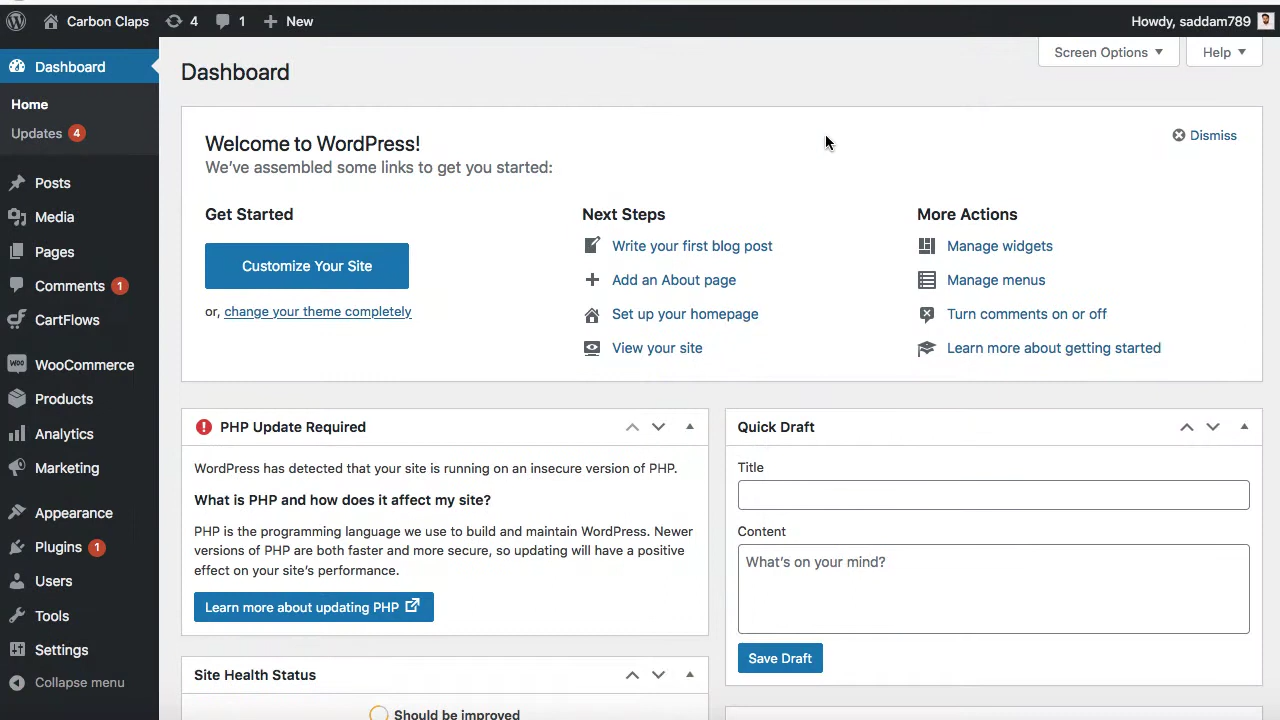 Carbon Claps 4 1 New Howdy, saddam789
Dashboard
Home
Updates 4
Posts
Media
Pages
Comments 1
CartFlows
WooCommerce
Products
Analytics
Marketing
Appearance
Plugins 1
Users
Tools
Settings
Collapse menu
Screen Options Help
Dashboard
Welcome to WordPress!
Dismiss
We've assembled some links to get you started:
Get Started
Customize Your Site
or, change your theme completely
Next Steps
Write your first blog post
Add an About page
Set up your homepage
View your site
More Actions
Manage widgets
Manage menus
Turn comments on or off
Learn more about getting started
PHP Update Required
WordPress has detected that your site is running on an insecure version of PHP.
What is PHP and how does it affect my site?
PHP is the programming language we use to build and maintain WordPress. Newer
versions of PHP are both faster and more secure, so updating will have a positive
effect on your site's performance.
Learn more about updating PHP
Site Health Status
Should be improved
Quick Draft
Title
Content
What's on your mind?
Save Draft